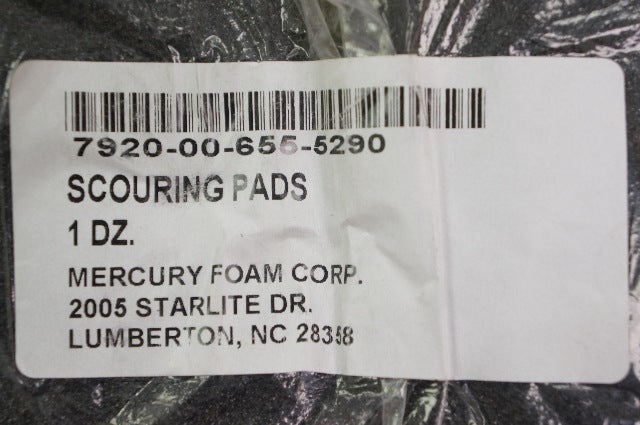 7920-00-655-5290
SCOURING PADS
1 DZ.
MERCURY FOAM CORP.
2005 STARLITE DR.
LUMBERTON, NC 28358